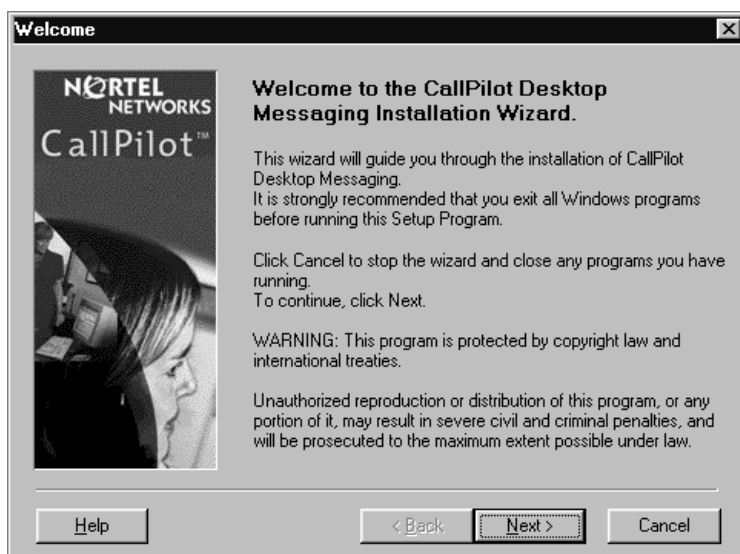 Welcome
NORTEL
NETWORKS
CallPilot™
Welcome to the CallPilot Desktop
Messaging Installation Wizard.
This wizard will guide you through the installation of CallPilot
Desktop Messaging.
It is strongly recommended that you exit all Windows programs
before running this Setup Program.
Click Cancel to stop the wizard and close any programs you have
running.
To continue, click Next.
WARNING: This program is protected by copyright law and
international treaties.
Unauthorized reproduction or distribution of this program, or any
portion of it, may result in severe civil and criminal penalties, and
will be prosecuted to the maximum extent possible under law.
Help
< Back
Next >
Cancel